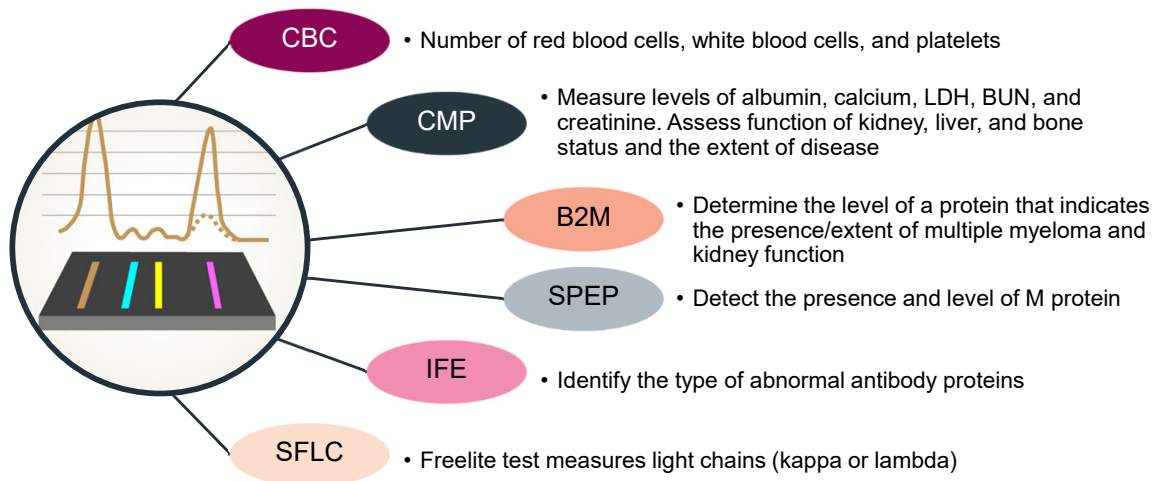 CBC
• Number of red blood cells, white blood cells, and platelets
CMP
• Measure levels of albumin, calcium, LDH, BUN, and
creatinine. Assess function of kidney, liver, and bone
status and the extent of disease
B2M
• Determine the level of a protein that indicates
the presence/extent of multiple myeloma and
kidney function
SPEP
• Detect the presence and level of M protein
IFE
• Identify the type of abnormal antibody proteins
SFLC
• Freelite test measures light chains (kappa or lambda)